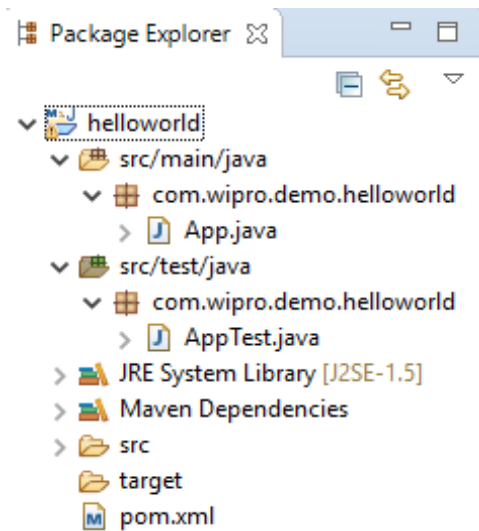 Package Explorer
helloworld
src/main/java
com.wipro.demo.helloworld
App.java
src/test/java
com.wipro.demo.helloworld
AppTest.java
JRE System Library [J2SE-1.5]
Maven Dependencies
src
target
pom.xml